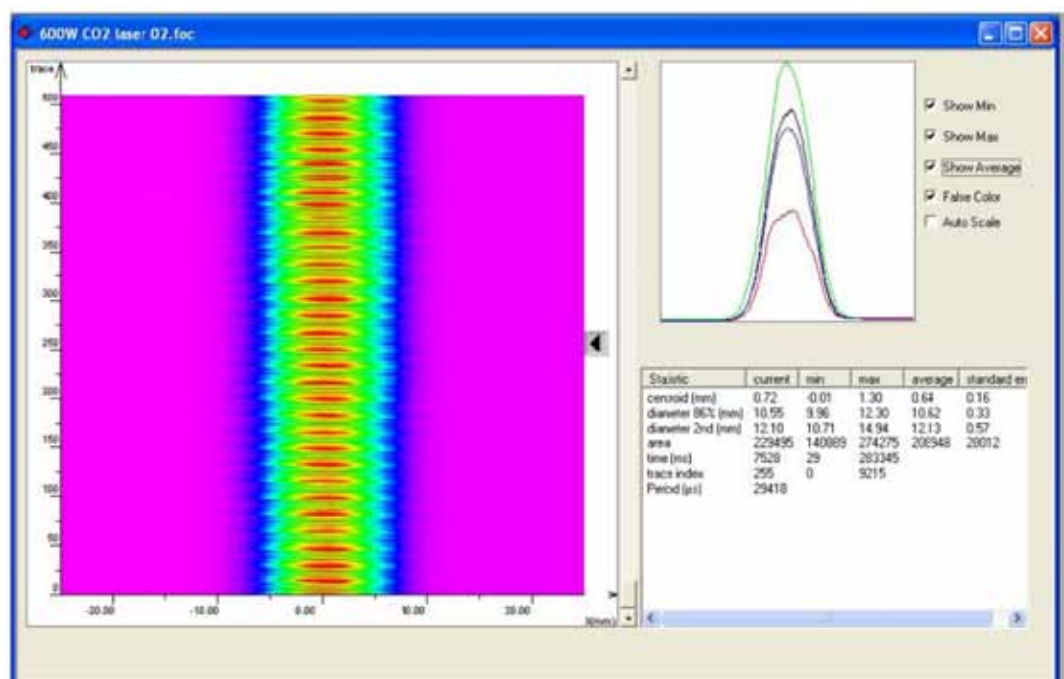 600W CO2 laser 02.foc
trace
500
450
400
350
300
250
200
150
100
50
0
-20.00
-10.00
0.00
10.00
20.00
X(mm)
Show Min
Show Max
Show Average
False Color
Auto Scale
Statistic current min max average standard en
centroid (mm) 0.72 -0.01 1.30 0.64 0.16
diameter 86% (mm) 10.55 9.96 12.30 10.62 0.33
diameter 2nd (mm) 12.10 10.71 14.94 12.13 0.57
area 229495 140889 274275 208948 28012
time (ms) 7528 29 283345
trace index 255 0 9215
Period (µs) 29418